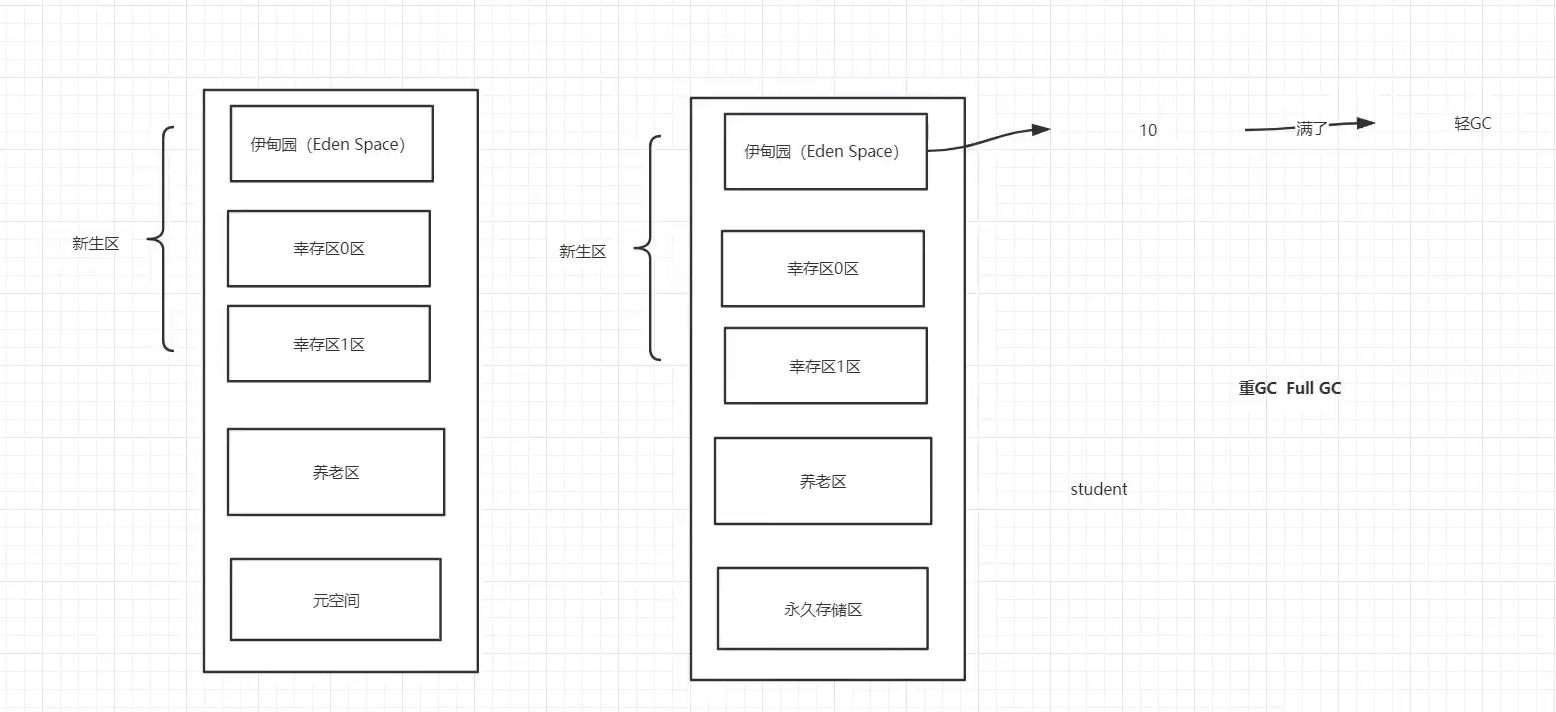 伊甸园（Eden Space）
新生区
幸存区0区
幸存区1区
养老区
元空间
伊甸园（Eden Space）
新生区
幸存区0区
幸存区1区
养老区
永久存储区
10
满了
轻GC
重GC Full GC
student